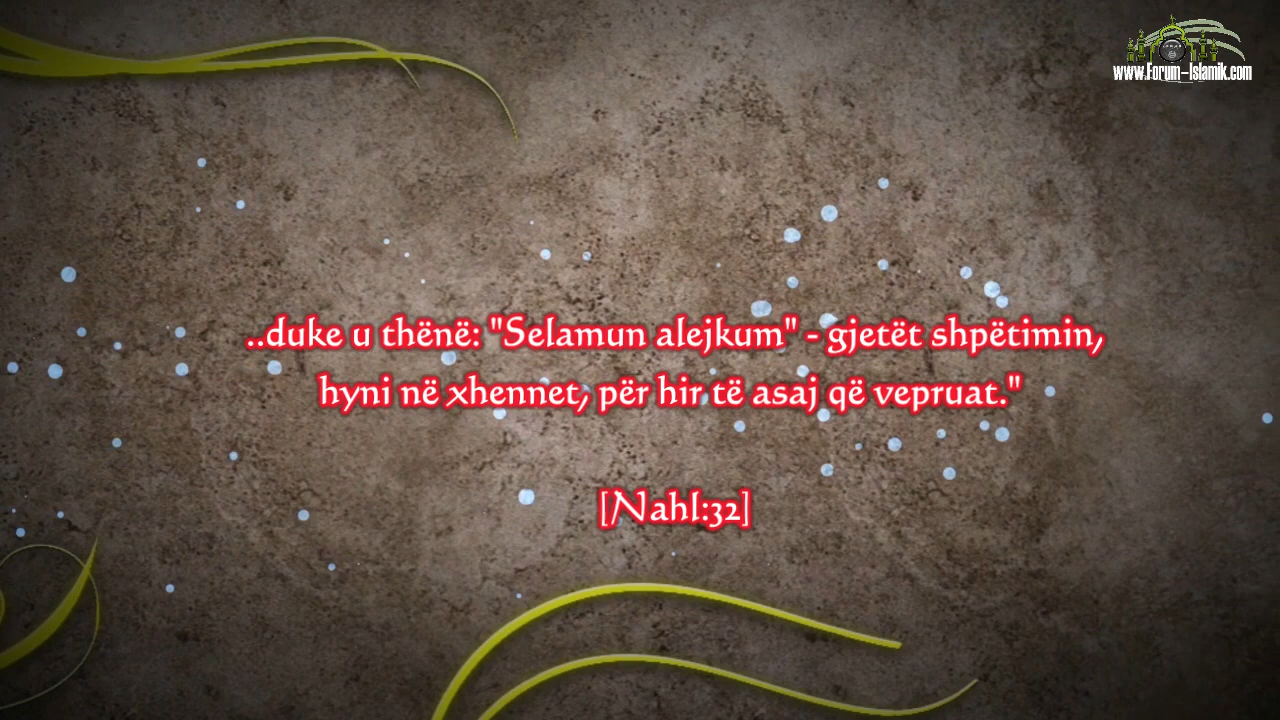 www.Forum-Islamik.com
..duke u thënë: "Selamun alejkum" - gjetët shpëtimin,
hyni në xhennet, për hir të asaj që vepruat."
[Nahl:32]